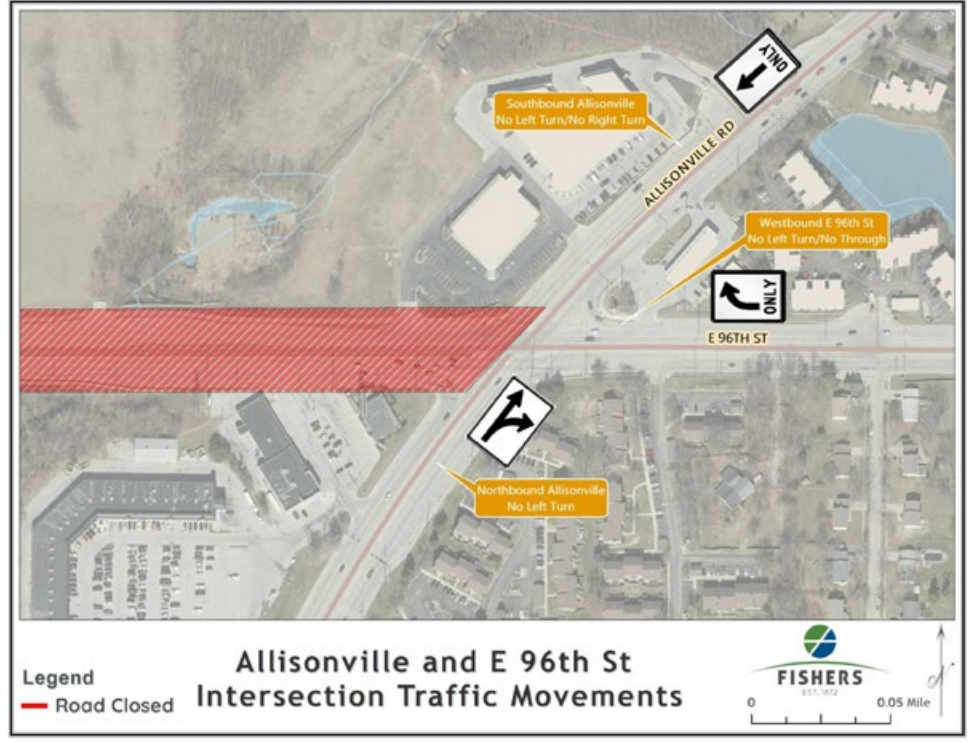 ONLY
Southbound Allisonville
No Left Turn/No Right Turn
ALLISONVILLE RD
Westbound E 96th St
No Left Turn/No Through
ONLY
E 96TH ST
Northbound Allisonville
No Left Turn
Legend
Road Closed
Allisonville and E 96th St
Intersection Traffic Movements
FISHERS
EST. 1872
0 0.05 Mile
N